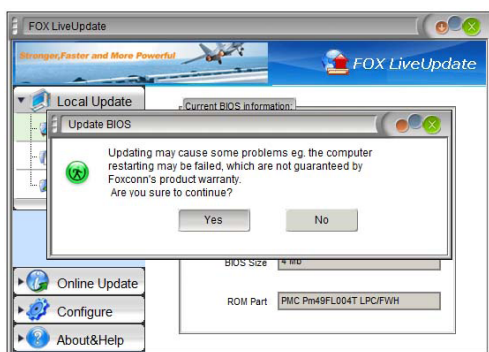 FOX LiveUpdate
Stronger,Faster and More Powerful
FOX LiveUpdate
Local Update
Current BIOS information:
Update BIOS
Updating may cause some problems eg. the computer
restarting may be failed, which are not guaranteed by
Foxconn's product warranty.
Are you sure to continue?
Yes
No
BIOS Size
4 Mb
ROM Part
PMC Pm49FL004T LPC/FWH
Online Update
Configure
About&Help